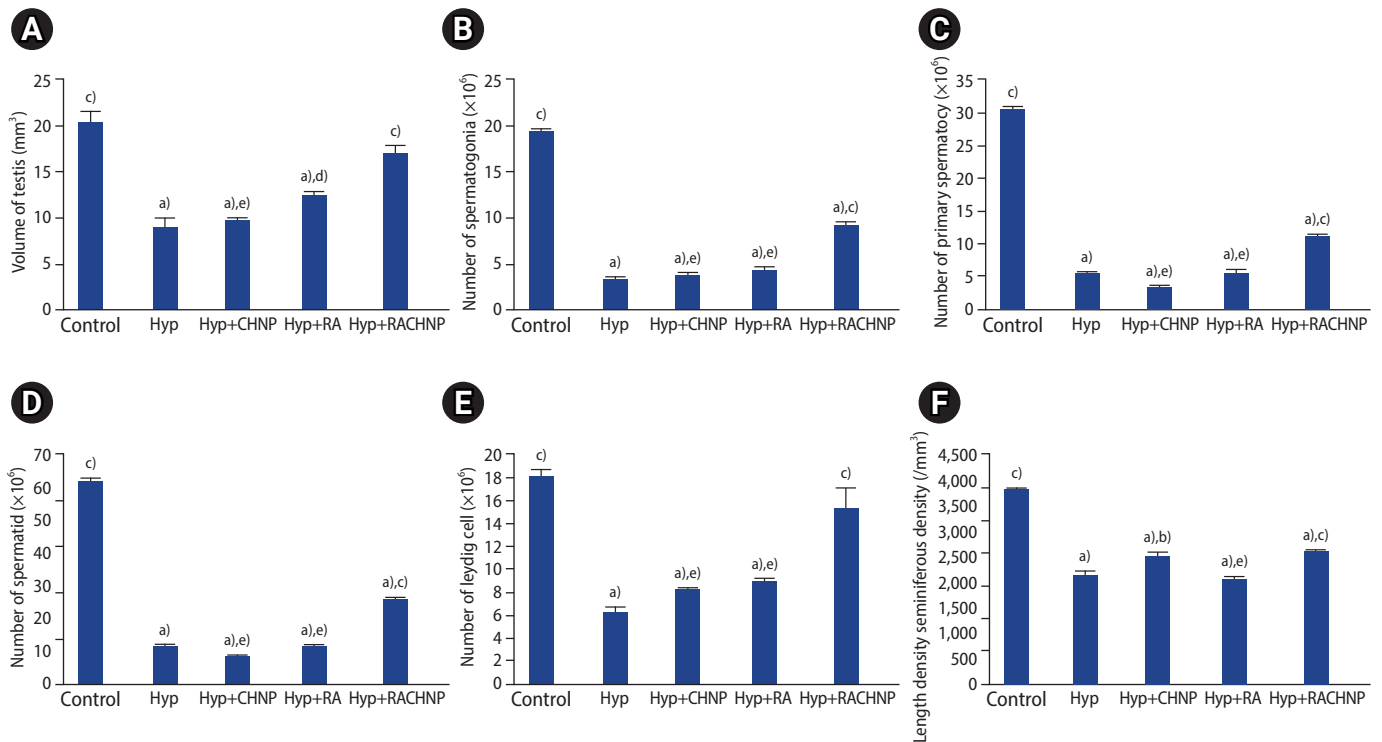 A
Volume of testis (mm³)
25
20
15
10
5
0
c)
a)
a),e)
a),d)
c)
Control Hyp Hyp+CHNP Hyp+RA Hyp+RACHNP
B
Number of spermatogonia (×10⁶)
25
20
15
10
5
0
c)
a)
a),e)
a),e)
a),c)
Control Hyp Hyp+CHNP Hyp+RA Hyp+RACHNP
C
Number of primary spermatocy (×10⁶)
35
30
25
20
15
10
5
0
c)
a)
a),e)
a),e)
a),c)
Control Hyp Hyp+CHNP Hyp+RA Hyp+RACHNP
D
Number of spermatid (×10⁶)
70
60
50
40
30
20
10
0
c)
a)
a),e)
a),e)
a),c)
Control Hyp Hyp+CHNP Hyp+RA Hyp+RACHNP
E
Number of leydig cell (×10⁶)
20
18
16
14
12
10
8
6
4
2
0
c)
a)
a),e)
a),e)
c)
Control Hyp Hyp+CHNP Hyp+RA Hyp+RACHNP
F
Length density seminiferous density (/mm³)
4,500
4,000
3,500
3,000
2,500
2,000
1,500
1,000
500
0
c)
a)
a),b)
a),e)
a),c)
Control Hyp Hyp+CHNP Hyp+RA Hyp+RACHNP